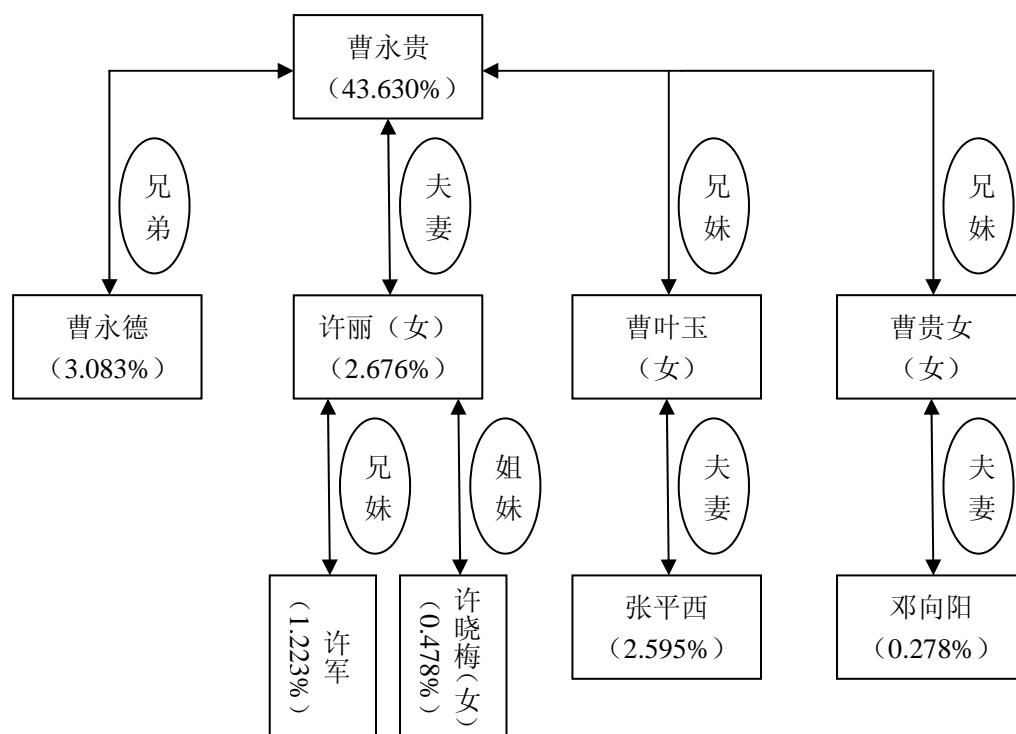 曹永贵
（43.630%）
兄
弟
夫
妻
兄
妹
兄
妹
曹永德
（3.083%）
许丽（女）
（2.676%）
曹叶玉
（女）
曹贵女
（女）
兄
妹
姐
妹
夫
妻
夫
妻
许军
（1.223%）
许晓梅（女）
（0.478%）
张平西
（2.595%）
邓向阳
（0.278%）